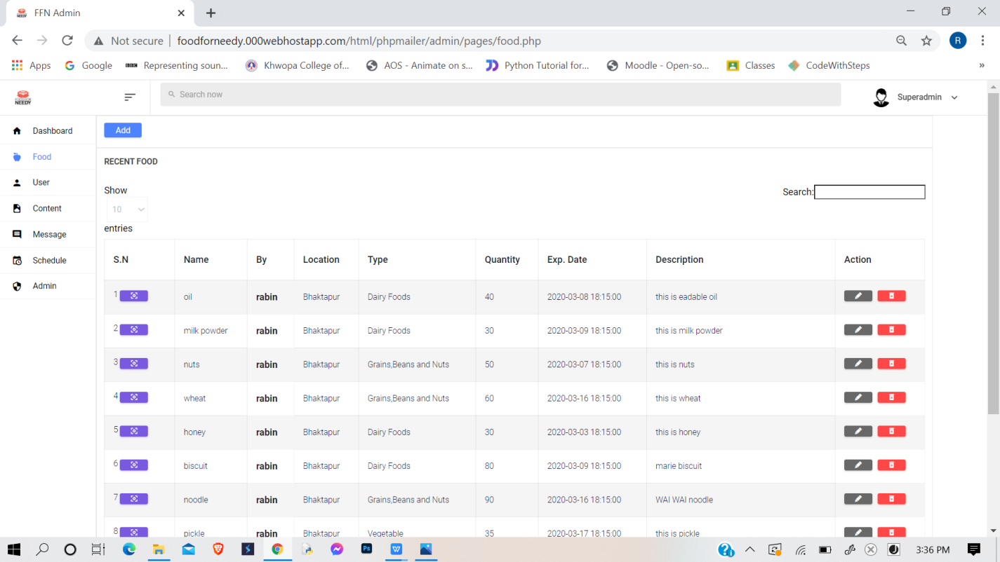 FFN Admin
Not secure | foodforneedy.000webhostapp.com/html/phpmailer/admin/pages/food.php
R
Apps Google BBC Representing soun... Khwopa College of... AOS - Animate on s... Python Tutorial for... Moodle - Open-so... Classes CodeWithSteps »
NEEDY Search now Superadmin
Dashboard
Food
User
Content
Message
Schedule
Admin
Add
RECENT FOOD
Show
10
entries
Search:
S.N Name By Location Type Quantity Exp. Date Description Action
1 oil rabin Bhaktapur Dairy Foods 40 2020-03-08 18:15:00 this is eadable oil
2 milk powder rabin Bhaktapur Dairy Foods 30 2020-03-09 18:15:00 this is milk powder
3 nuts rabin Bhaktapur Grains,Beans and Nuts 50 2020-03-07 18:15:00 this is nuts
4 wheat rabin Bhaktapur Grains,Beans and Nuts 60 2020-03-16 18:15:00 this is wheat
5 honey rabin Bhaktapur Dairy Foods 30 2020-03-03 18:15:00 this is honey
6 biscuit rabin Bhaktapur Dairy Foods 80 2020-03-09 18:15:00 marie biscuit
7 noodle rabin Bhaktapur Grains,Beans and Nuts 90 2020-03-16 18:15:00 WAI WAI noodle
8 pickle rabin Bhaktapur Vegetable 35 2020-03-17 18:15:00 this is pickle
Ps W 3:36 PM